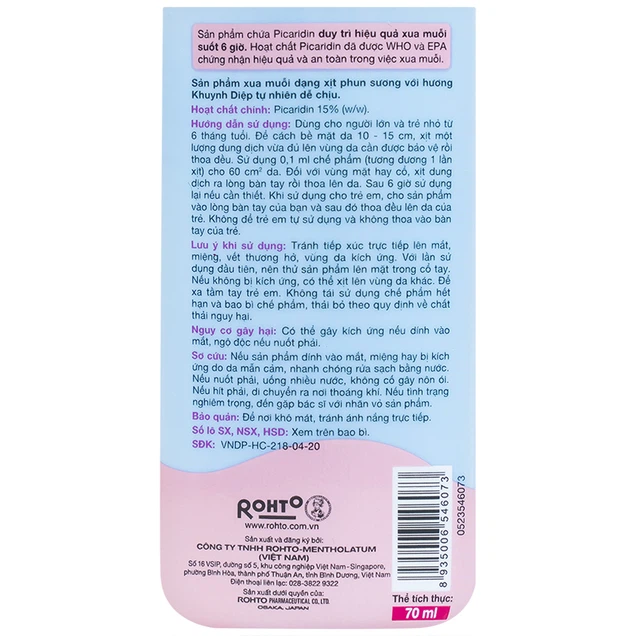 Sản phẩm chứa Picaridin duy trì hiệu quả xua muỗi
suốt 6 giờ. Hoạt chất Picaridin đã được WHO và EPA
chứng nhận hiệu quả và an toàn trong việc xua muỗi.
Sản phẩm xua muỗi dạng xịt phun sương với hương
Khuynh Diệp tự nhiên dễ chịu.
Hoạt chất chính: Picaridin 15% (w/w).
Hướng dẫn sử dụng: Dùng cho người lớn và trẻ nhỏ từ
6 tháng tuổi. Để cách bề mặt da 10 - 15 cm, xịt một
lượng dung dịch vừa đủ lên vùng da cần được bảo vệ rồi
thoa đều. Sử dụng 0,1 ml chế phẩm (tương đương 1 lần
xịt) cho 60 cm² da. Đối với vùng mặt hay cổ, xịt dung
dịch ra lòng bàn tay rồi thoa lên da. Sau 6 giờ sử dụng
lại nếu cần thiết. Khi sử dụng cho trẻ em, cho sản phẩm
vào lòng bàn tay của bạn và sau đó thoa đều lên da của
trẻ. Không để trẻ em tự sử dụng và không thoa vào bàn
tay của trẻ.
Lưu ý khi sử dụng: Tránh tiếp xúc trực tiếp lên mắt,
miệng, vết thương hở, vùng da kích ứng. Với lần sử
dụng đầu tiên, nên thử sản phẩm lên mặt trong cổ tay.
Nếu không bị kích ứng, có thể xịt lên vùng da khác. Để
xa tầm tay trẻ em. Không tái sử dụng chế phẩm hết
hạn và bao bì chế phẩm, thải bỏ theo quy định về chất
thải nguy hại.
Nguy cơ gây hại: Có thể gây kích ứng nếu dính vào
mắt, ngộ độc nếu nuốt phải.
Sơ cứu: Nếu sản phẩm dính vào mắt, miệng hay bị kích
ứng do da mẫn cảm, nhanh chóng rửa sạch bằng nước.
Nếu nuốt phải, uống nhiều nước, không cố gây nôn ói.
Nếu hít phải, di chuyển ra nơi thoáng khí. Nếu tình trạng
nghiêm trọng, đến gặp bác sĩ với nhãn vỏ sản phẩm.
Bảo quản: Để nơi khô mát, tránh ánh nắng trực tiếp.
Số lô SX, NSX, HSD: Xem trên bao bì.
SĐK: VNDP-HC-218-04-20
ROHTO
www.rohto.com.vn
Sản xuất và đăng ký bởi:
CÔNG TY TNHH ROHTO-MENTHOLATUM
(VIỆT NAM)
Số 16 VSIP, đường số 5, khu công nghiệp Việt Nam-Singapore,
phường Bình Hòa, thành phố Thuận An, tỉnh Bình Dương, Việt Nam
Điện thoại liên lạc: 028-3822 9322
ROHTO PHARMACEUTICAL CO., LTD.
OSAKA, JAPAN
8 935006 546073
0523546073
Thể tích thực:
70 ml